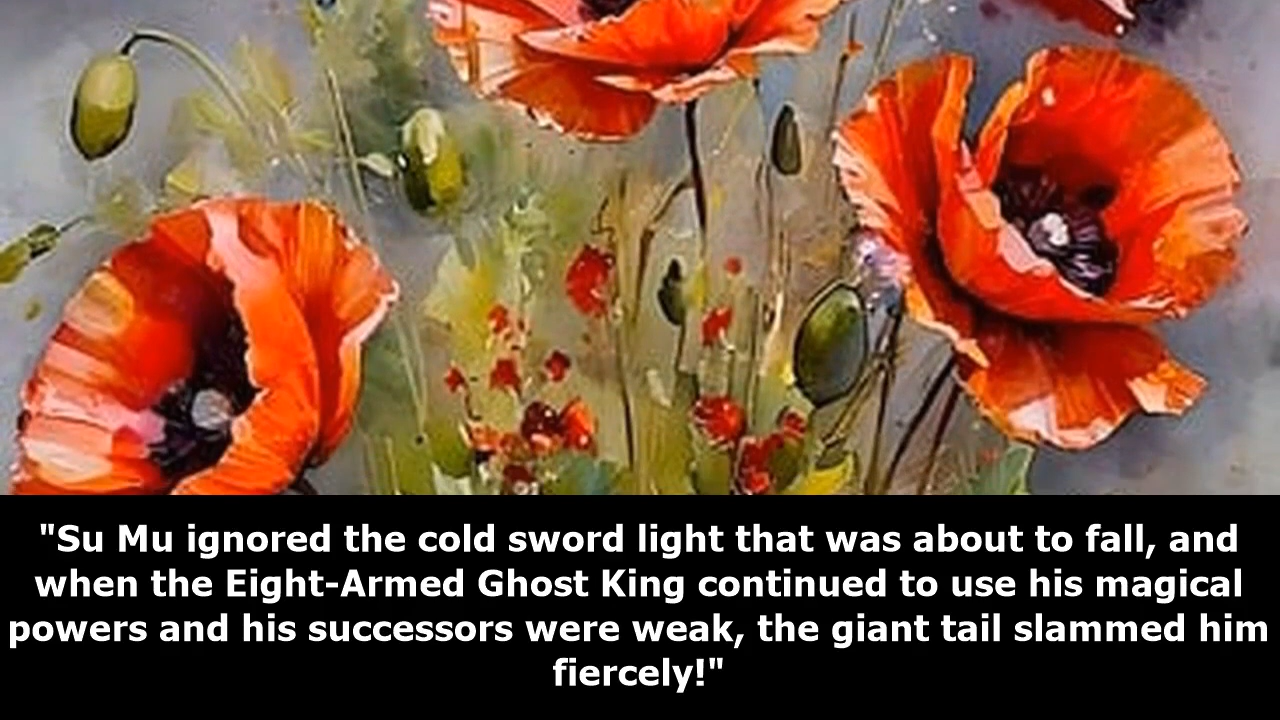 "Su Mu ignored the cold sword light that was about to fall, and
when the Eight-Armed Ghost King continued to use his magical
powers and his successors were weak, the giant tail slammed him
fiercely!"